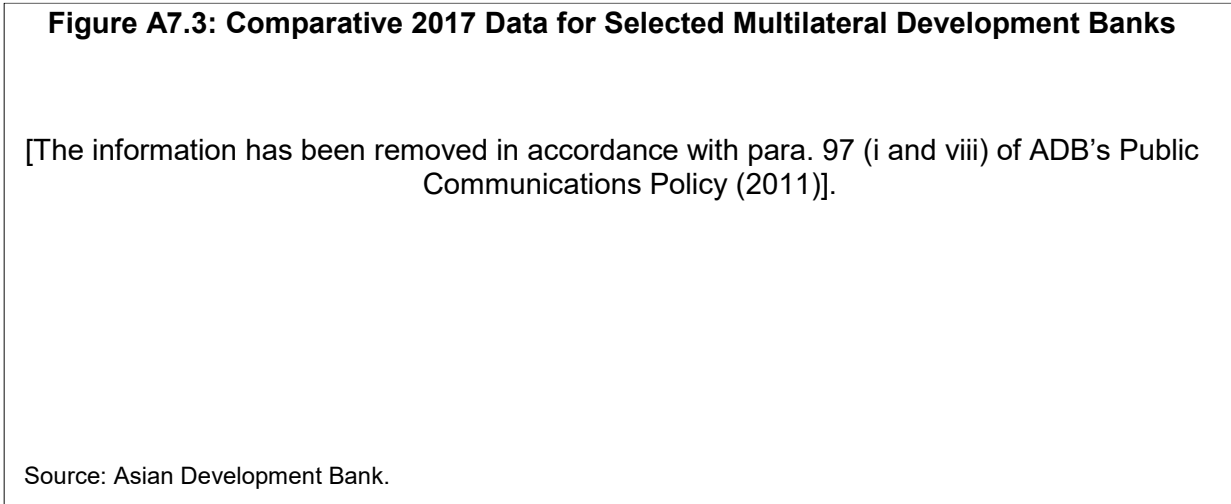 Figure A7.3: Comparative 2017 Data for Selected Multilateral Development Banks
[The information has been removed in accordance with para. 97 (i and viii) of ADB’s Public
Communications Policy (2011)].
Source: Asian Development Bank.